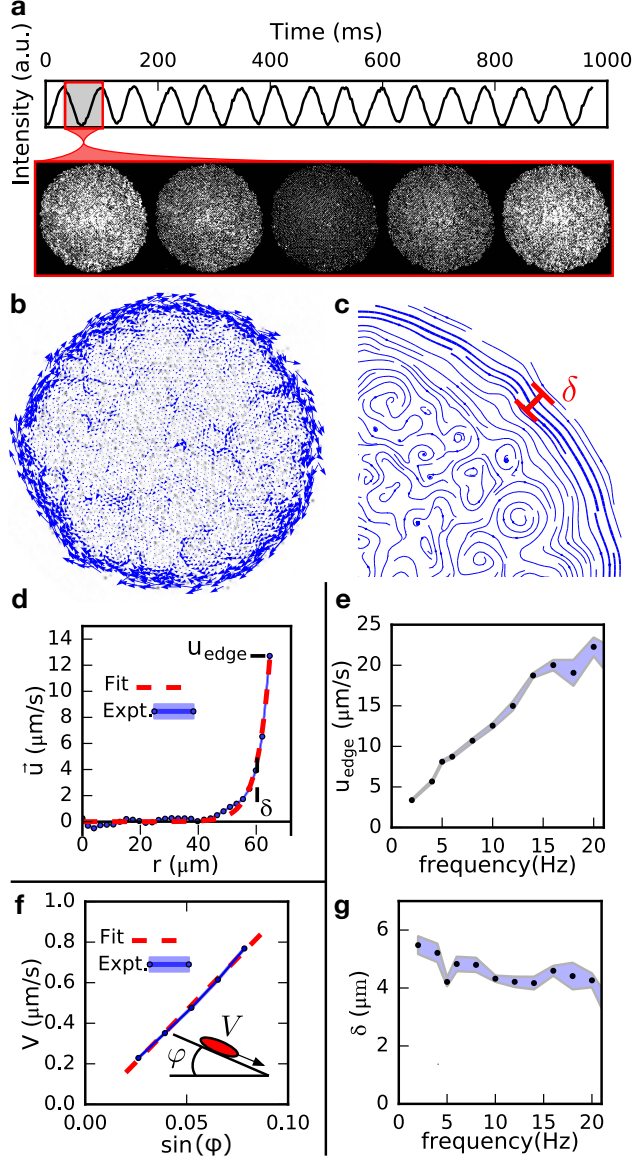 a
Time (ms)
0 200 400 600 800 1000
Intensity (a.u.)
b
c
δ
d
14
12
10
8
6
4
2
0
ū (μm/s)
u edge
Fit
Expt.
δ
0 20 40 60
r (μm)
e
25
20
15
10
5
0
u edge (μm/s)
0 5 10 15 20
frequency(Hz)
f
1.0
0.8
0.6
0.4
0.2
0.0
V (μm/s)
Fit
Expt.
V
φ
0.00 0.05 0.10
sin(φ)
g
6
4
2
0
δ (μm)
0 5 10 15 20
frequency(Hz)